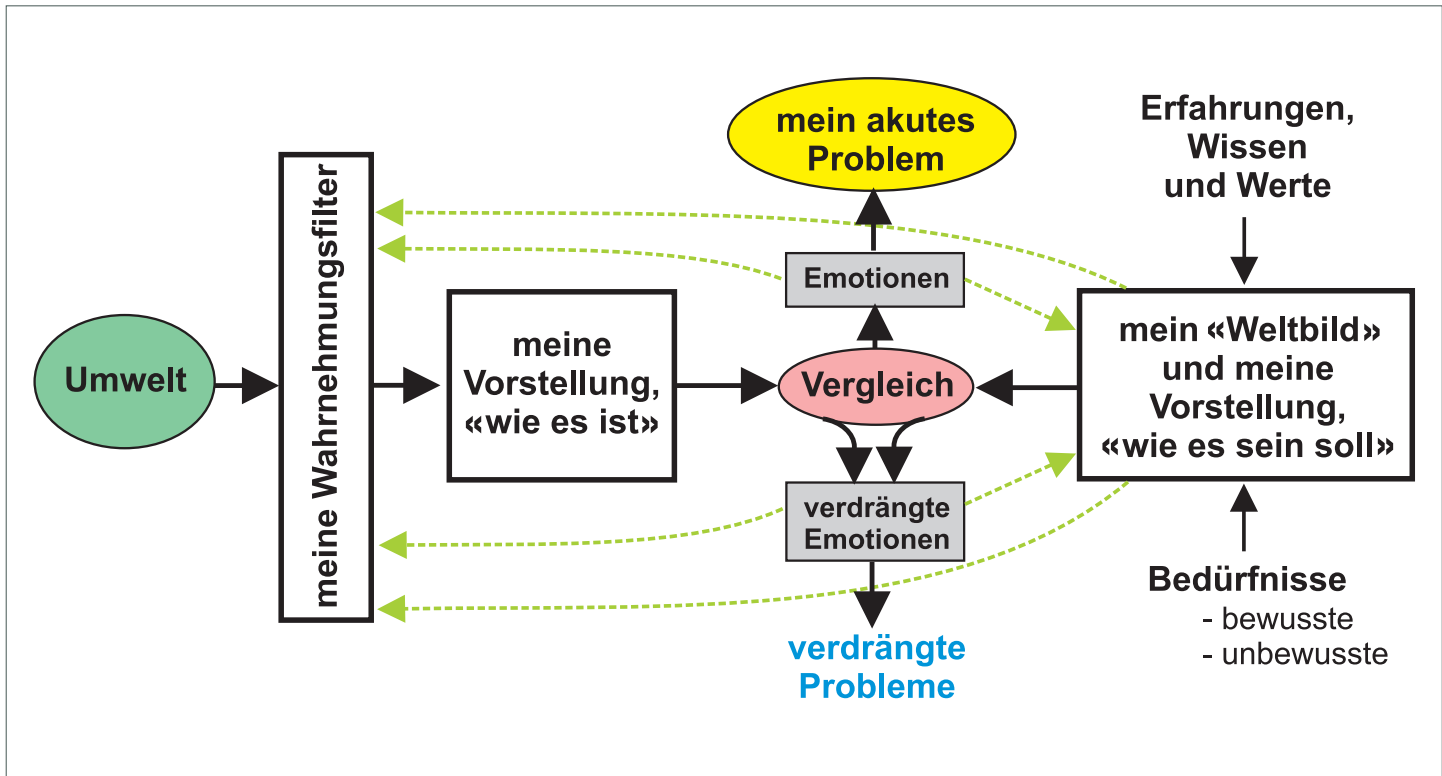 Umwelt
meine Wahrnehmungsfilter
meine
Vorstellung,
«wie es ist»
mein akutes
Problem
Emotionen
Vergleich
verdrängte
Emotionen
verdrängte
Probleme
Erfahrungen,
Wissen
und Werte
mein «Weltbild»
und meine
Vorstellung,
«wie es sein soll»
Bedürfnisse
- bewusste
- unbewusste